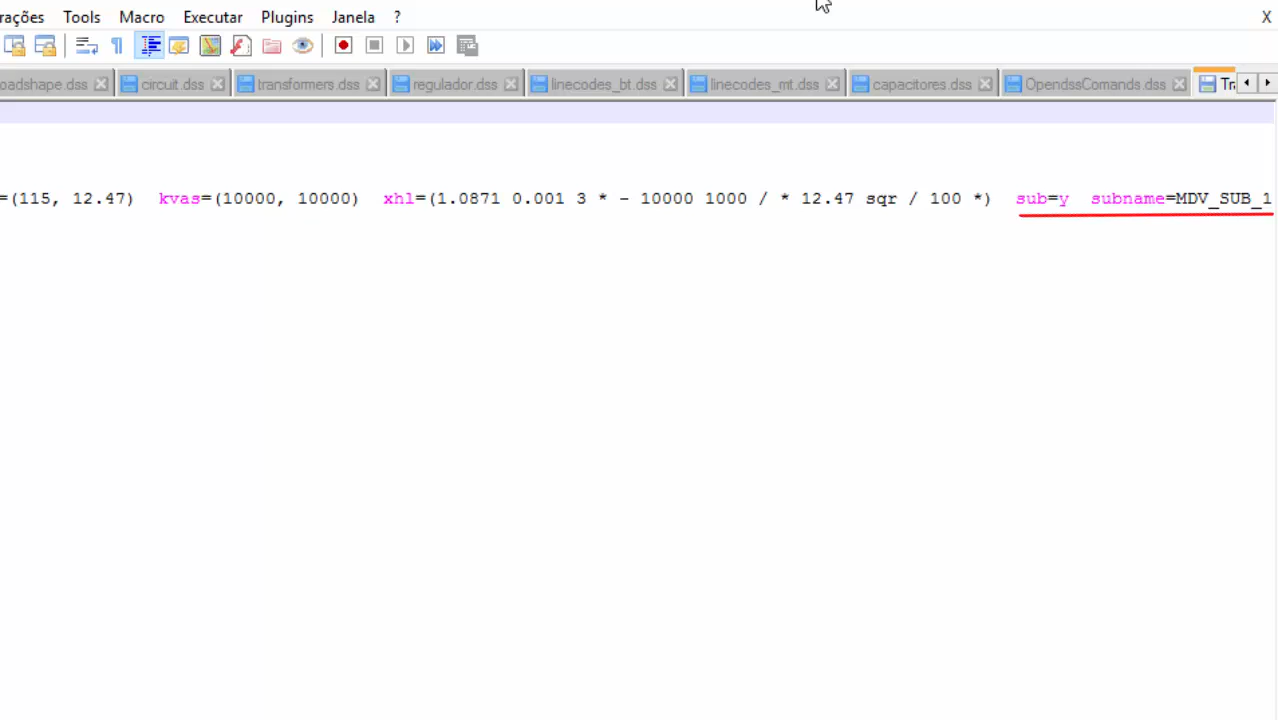 rações Tools Macro Executar Plugins Janela ? X
oadshape.dss circuit.dss transformers.dss regulador.dss linecodes_bt.dss linecodes_mt.dss capacitores.dss OpendssComands.dss Tr
=(115, 12.47) kvas=(10000, 10000) xhl=(1.0871 0.001 3 * - 10000 1000 / * 12.47 sqr / 100 *) sub=y subname=MDV_SUB_1